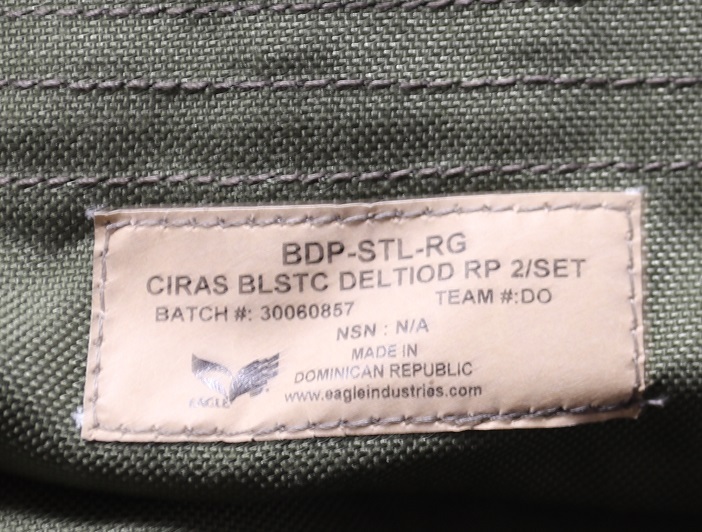 BDP-STL-RG
CIRAS BLSTC DELTIOD RP 2/SET
BATCH #: 30060857 TEAM #:DO
NSN : N/A
MADE IN
DOMINICAN REPUBLIC
EAGLE
www.eagleindustries.com